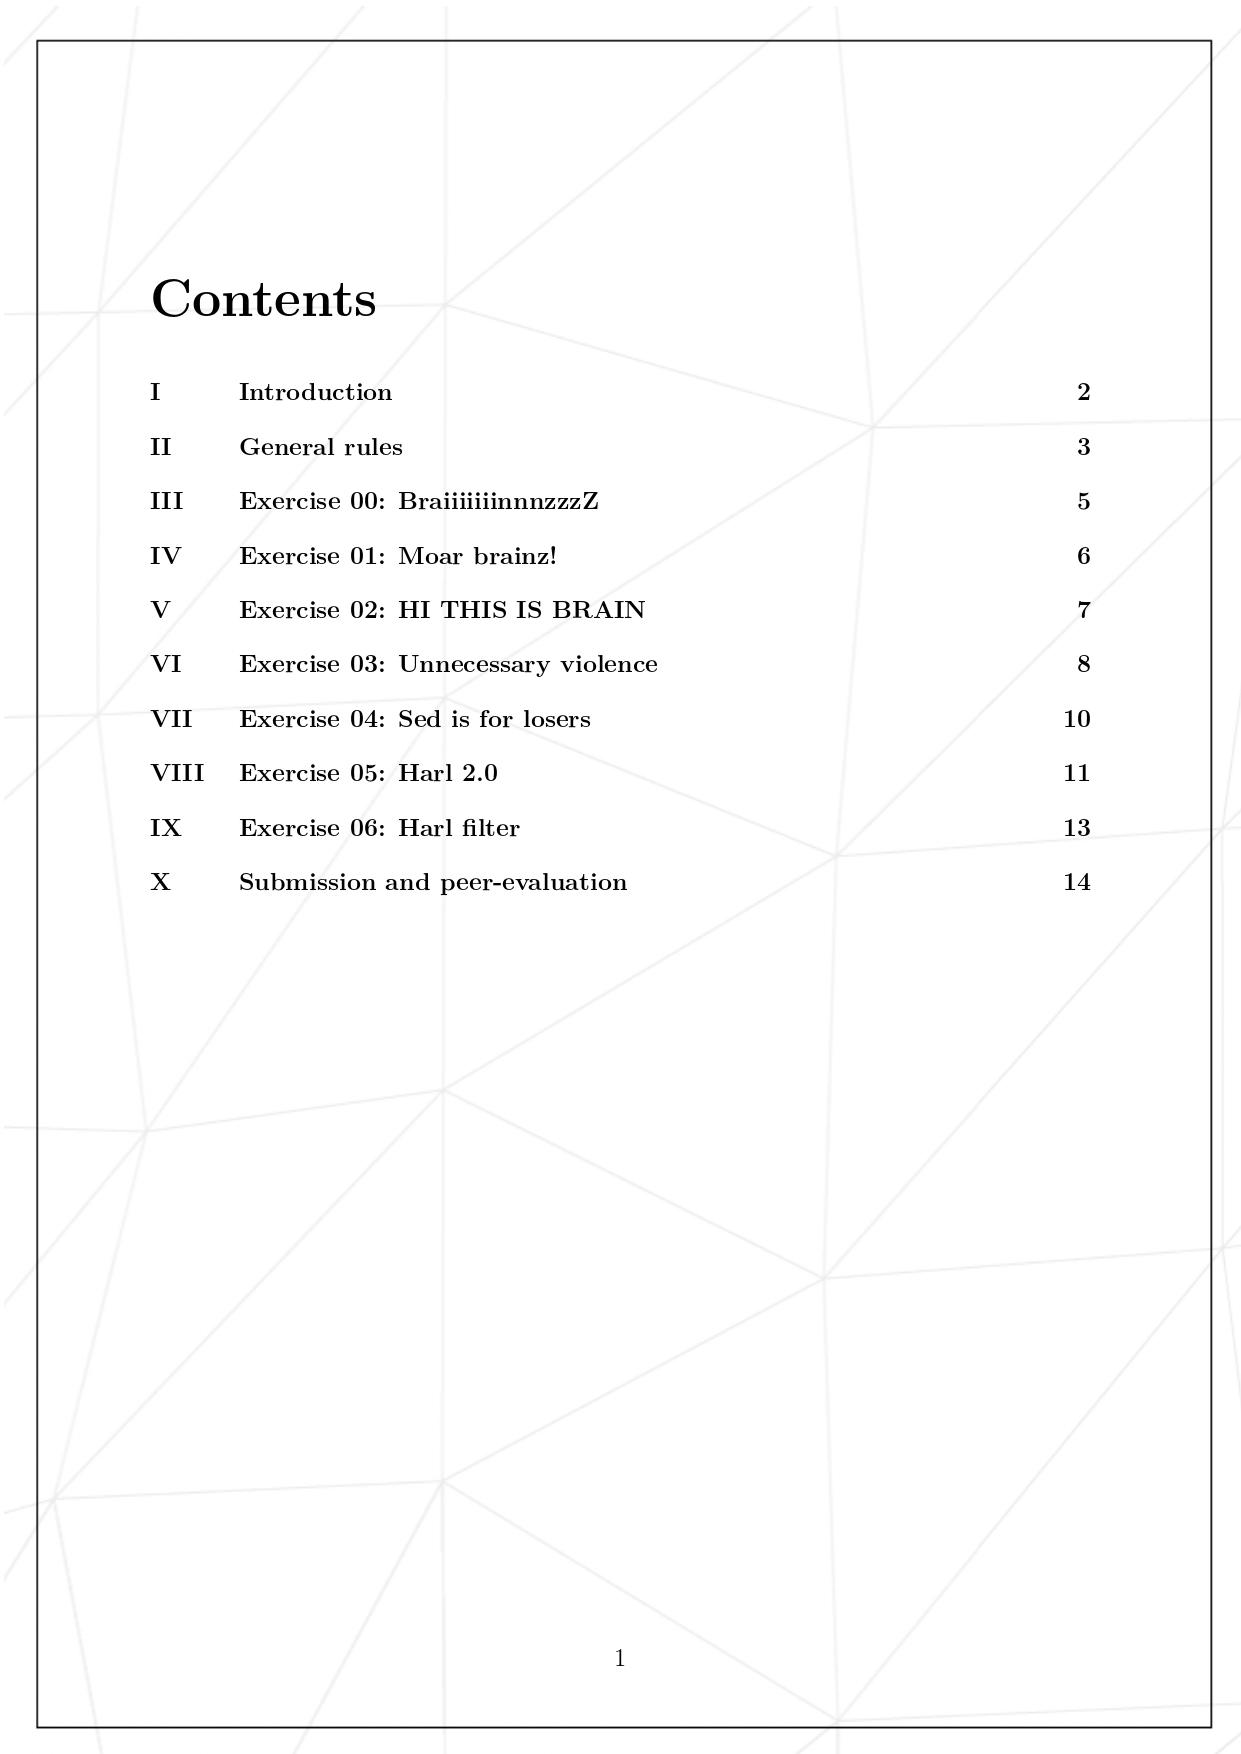 Contents
I Introduction 2
II General rules 3
III Exercise 00: BraiiiiiiinnnzzzZ 5
IV Exercise 01: Moar brainz! 6
V Exercise 02: HI THIS IS BRAIN 7
VI Exercise 03: Unnecessary violence 8
VII Exercise 04: Sed is for losers 10
VIII Exercise 05: Harl 2.0 11
IX Exercise 06: Harl filter 13
X Submission and peer-evaluation 14
1